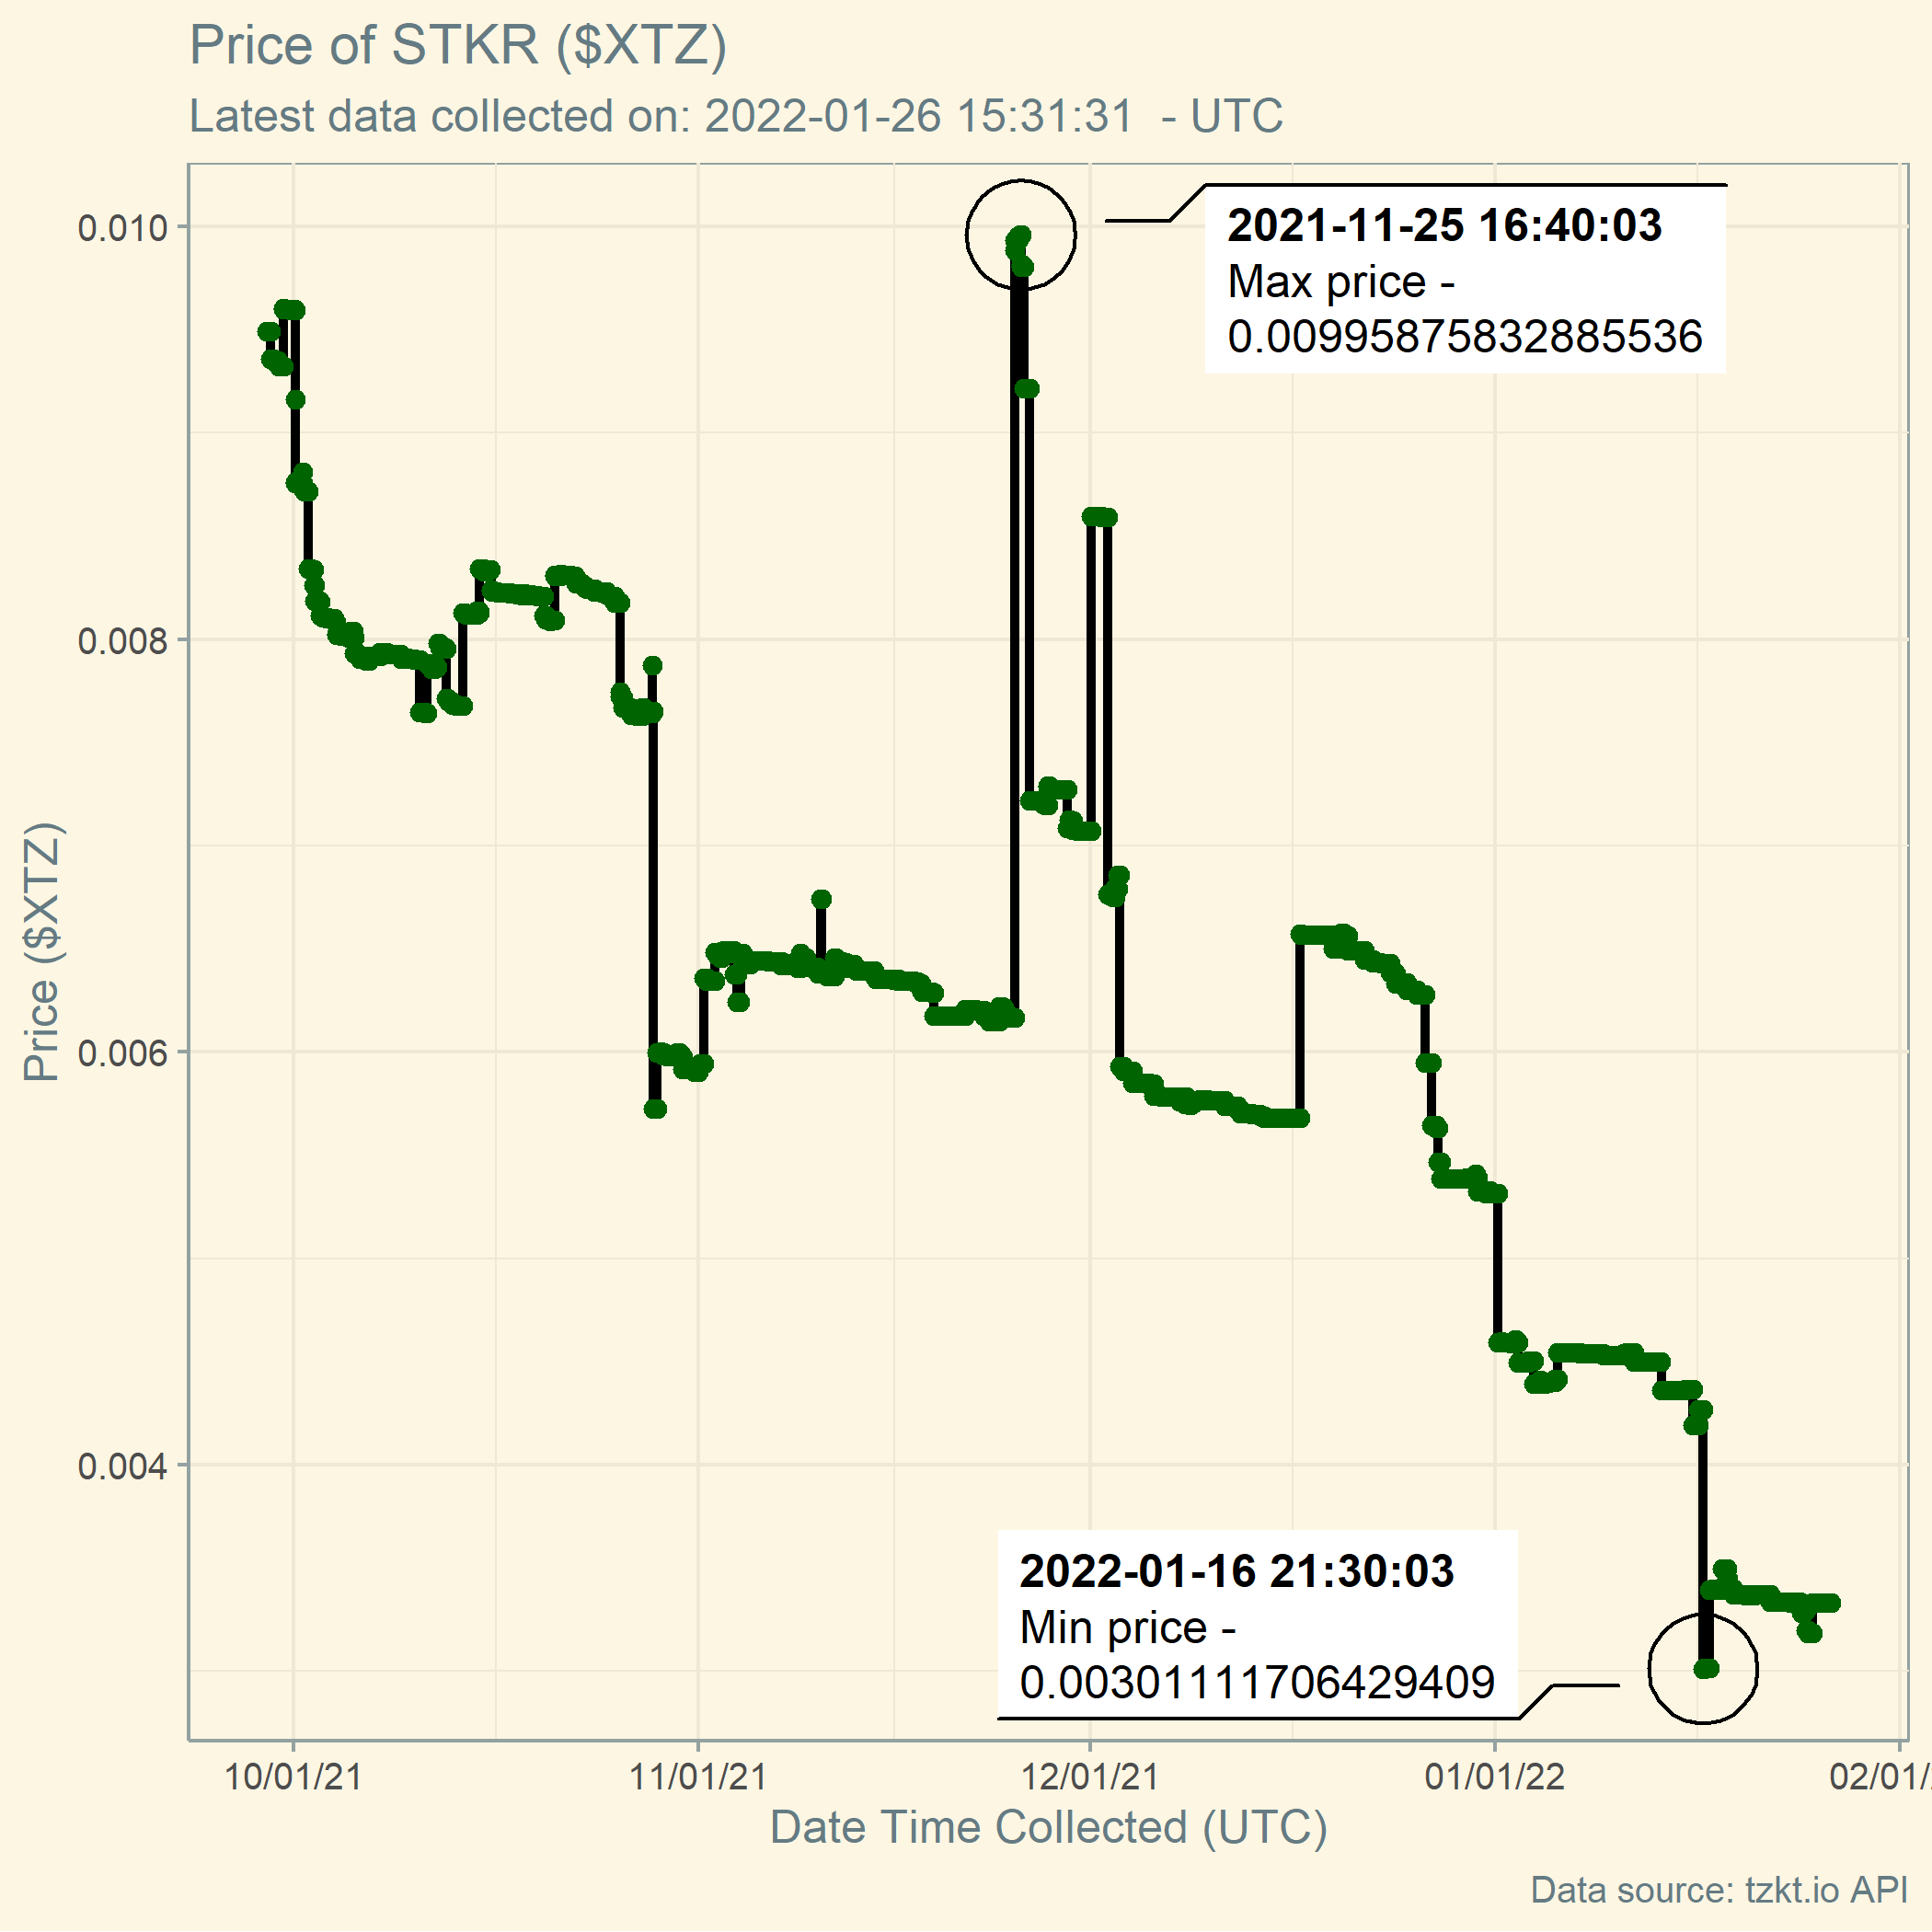 Price of STKR ($XTZ)
Latest data collected on: 2022-01-26 15:31:31  - UTC
2021-11-25 16:40:03
Max price -
0.00995875832885536
0.010
0.008
0.006
0.004
Price ($XTZ)
2022-01-16 21:30:03
Min price -
0.00301111706429409
10/01/21
11/01/21
12/01/21
01/01/22
02/01/
Date Time Collected (UTC)
Data source: tzkt.io API